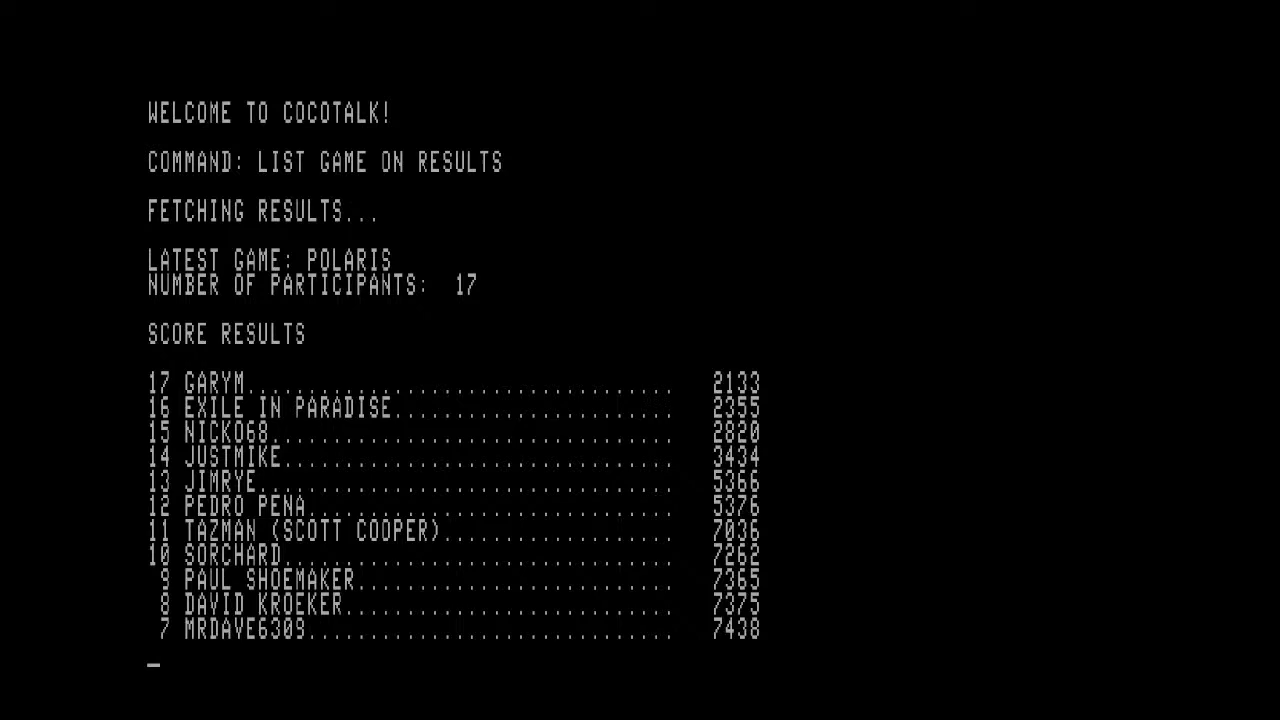 WELCOME TO COCOTALK!
COMMAND: LIST GAME ON RESULTS
FETCHING RESULTS...
LATEST GAME: POLARIS
NUMBER OF PARTICIPANTS:  17
SCORE RESULTS
17 GARYM................................... 2133
16 EXILE IN PARADISE....................... 2355
15 NICKO68................................. 2820
14 JUSTMIKE................................ 3434
13 JIMRYE.................................. 5366
12 PEDRO PENA.............................. 5376
11 TAZMAN (SCOTT COOPER)................... 7036
10 SORCHARD................................ 7262
9 PAUL SHOEMAKER.......................... 7365
8 DAVID KROEKER........................... 7375
7 MRDAVE6309.............................. 7438
_